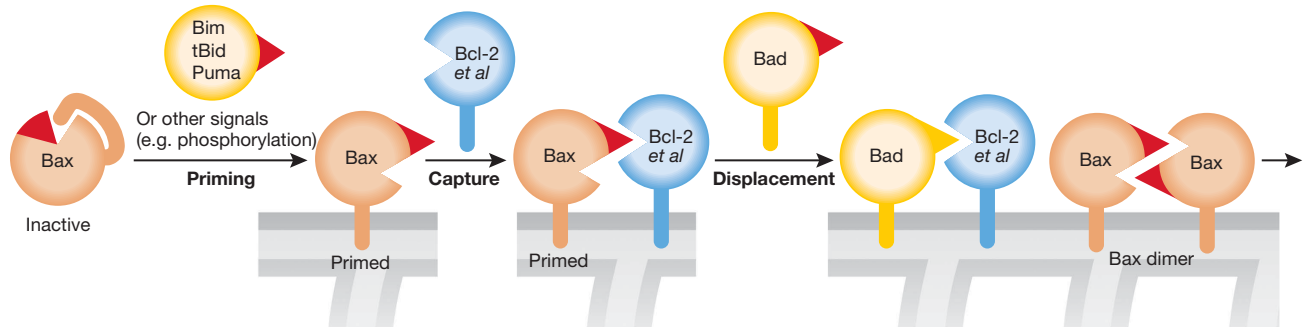 Bim
tBid
Puma
Bcl-2
et al
Bad
Or other signals
(e.g. phosphorylation)
Bax
Inactive
Priming
Bax
Primed
Capture
Bax
Bcl-2
et al
Primed
Displacement
Bad
Bcl-2
et al
Bax
Bax
Bax dimer